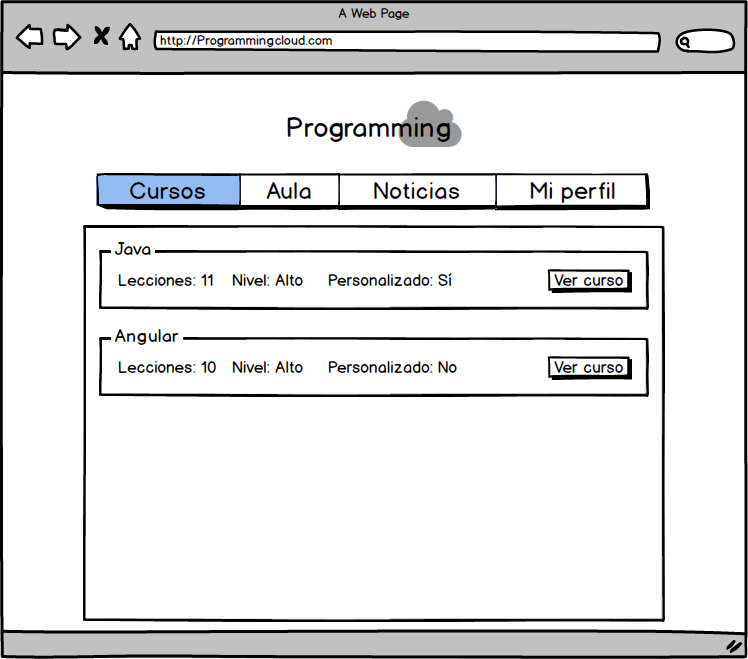 A Web Page
http://Programmingcloud.com
Programming
Cursos Aula Noticias Mi perfil
Java
Lecciones: 11 Nivel: Alto Personalizado: Sí Ver curso
Angular
Lecciones: 10 Nivel: Alto Personalizado: No Ver curso